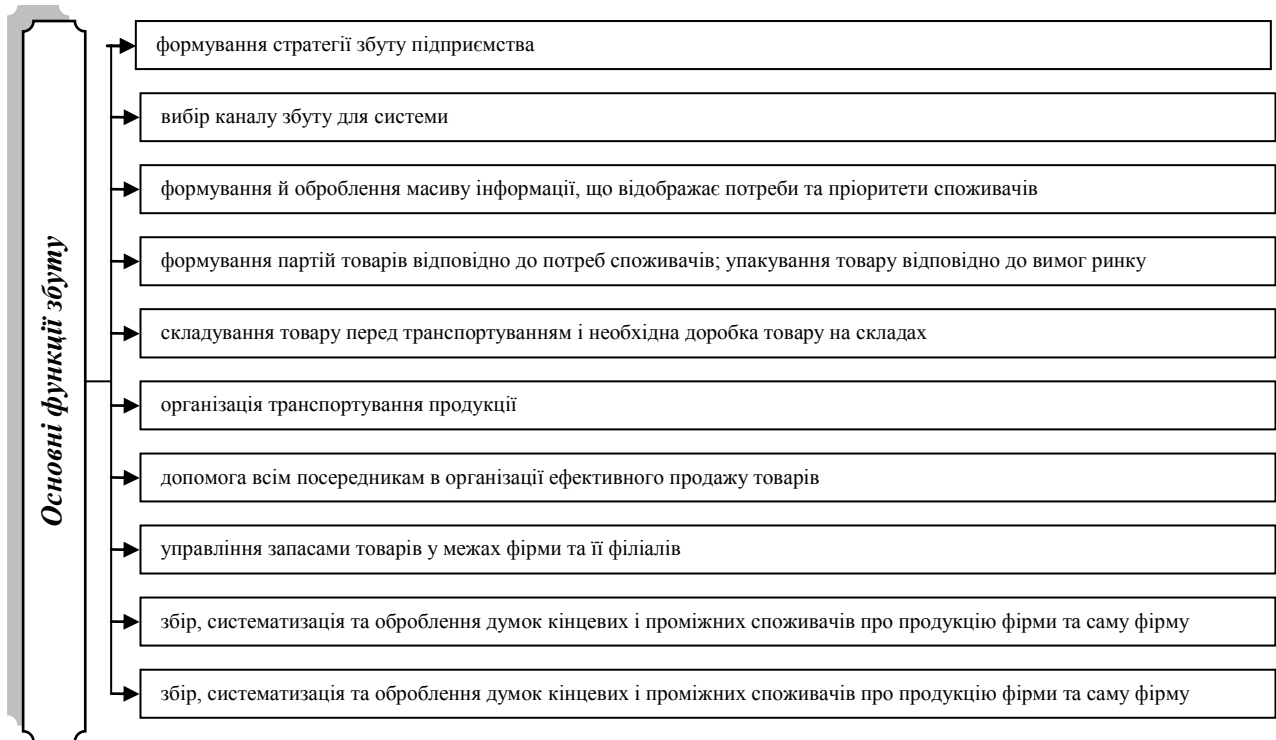 Основні функції збуту
формування стратегії збуту підприємства
вибір каналу збуту для системи
формування й оброблення масиву інформації, що відображає потреби та пріоритети споживачів
формування партій товарів відповідно до потреб споживачів; упакування товару відповідно до вимог ринку
складування товару перед транспортуванням і необхідна доробка товару на складах
організація транспортування продукції
допомога всім посередникам в організації ефективного продажу товарів
управління запасами товарів у межах фірми та її філіалів
збір, систематизація та оброблення думок кінцевих і проміжних споживачів про продукцію фірми та саму фірму
збір, систематизація та оброблення думок кінцевих і проміжних споживачів про продукцію фірми та саму фірму